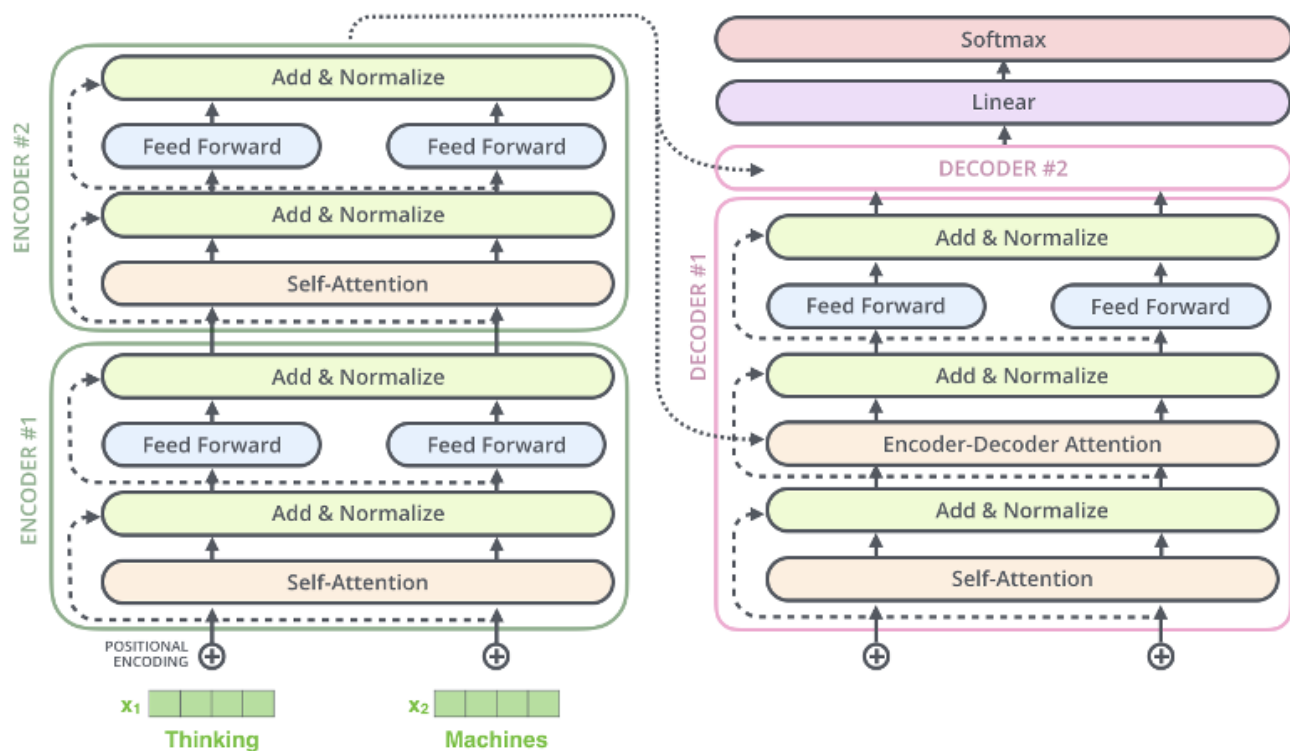 ENCODER #2
Add & Normalize
Feed Forward
Feed Forward
Add & Normalize
Self-Attention
ENCODER #1
Add & Normalize
Feed Forward
Feed Forward
Add & Normalize
Self-Attention
POSITIONAL
ENCODING
x₁
x₂
Thinking
Machines
Softmax
Linear
DECODER #2
DECODER #1
Add & Normalize
Feed Forward
Feed Forward
Add & Normalize
Encoder-Decoder Attention
Add & Normalize
Self-Attention